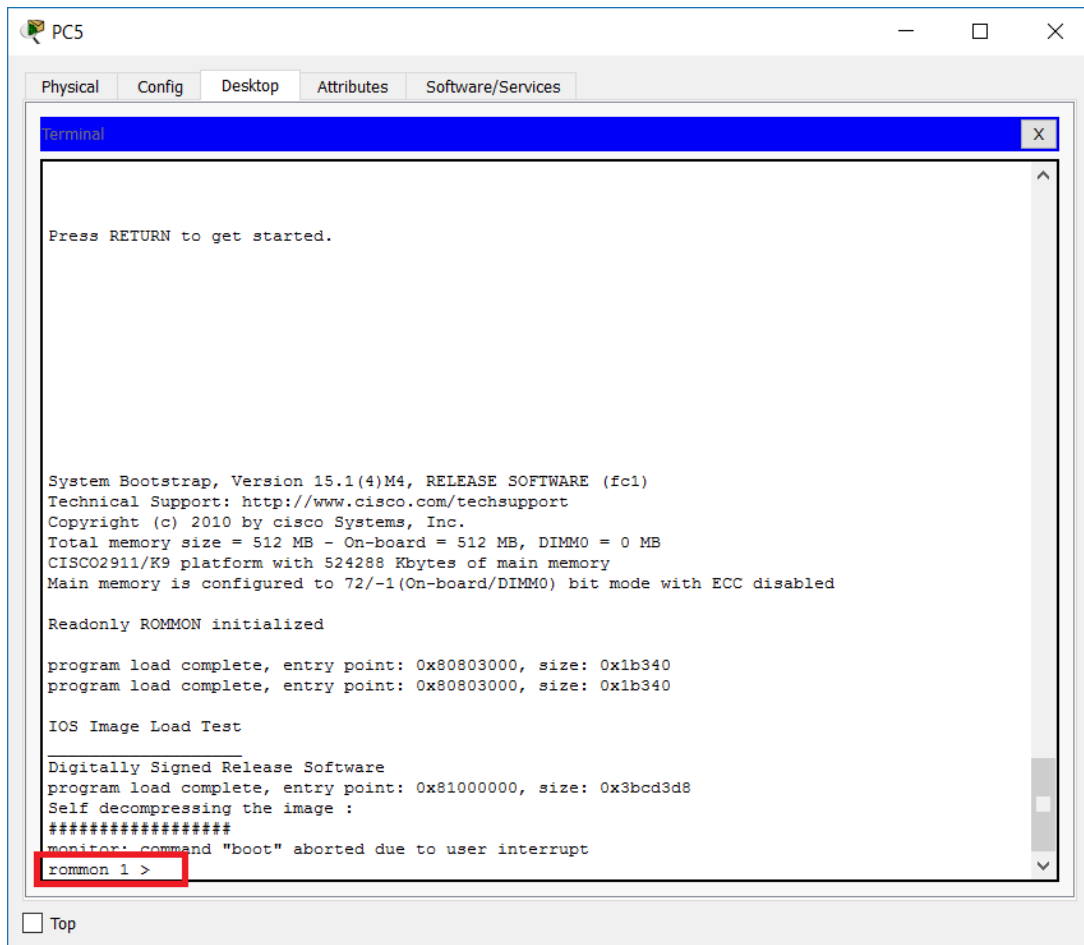 PC5
Physical Config Desktop Attributes Software/Services
Terminal X
Press RETURN to get started.
System Bootstrap, Version 15.1(4)M4, RELEASE SOFTWARE (fc1)
Technical Support: http://www.cisco.com/techsupport
Copyright (c) 2010 by cisco Systems, Inc.
Total memory size = 512 MB - On-board = 512 MB, DIMM0 = 0 MB
CISCO2911/K9 platform with 524288 Kbytes of main memory
Main memory is configured to 72/-1(On-board/DIMM0) bit mode with ECC disabled
Readonly ROMMON initialized
program load complete, entry point: 0x80803000, size: 0x1b340
program load complete, entry point: 0x80803000, size: 0x1b340
IOS Image Load Test
___________________
Digitally Signed Release Software
program load complete, entry point: 0x81000000, size: 0x3bcd3d8
Self decompressing the image :
##################
monitor: command "boot" aborted due to user interrupt
rommon 1 >
Top